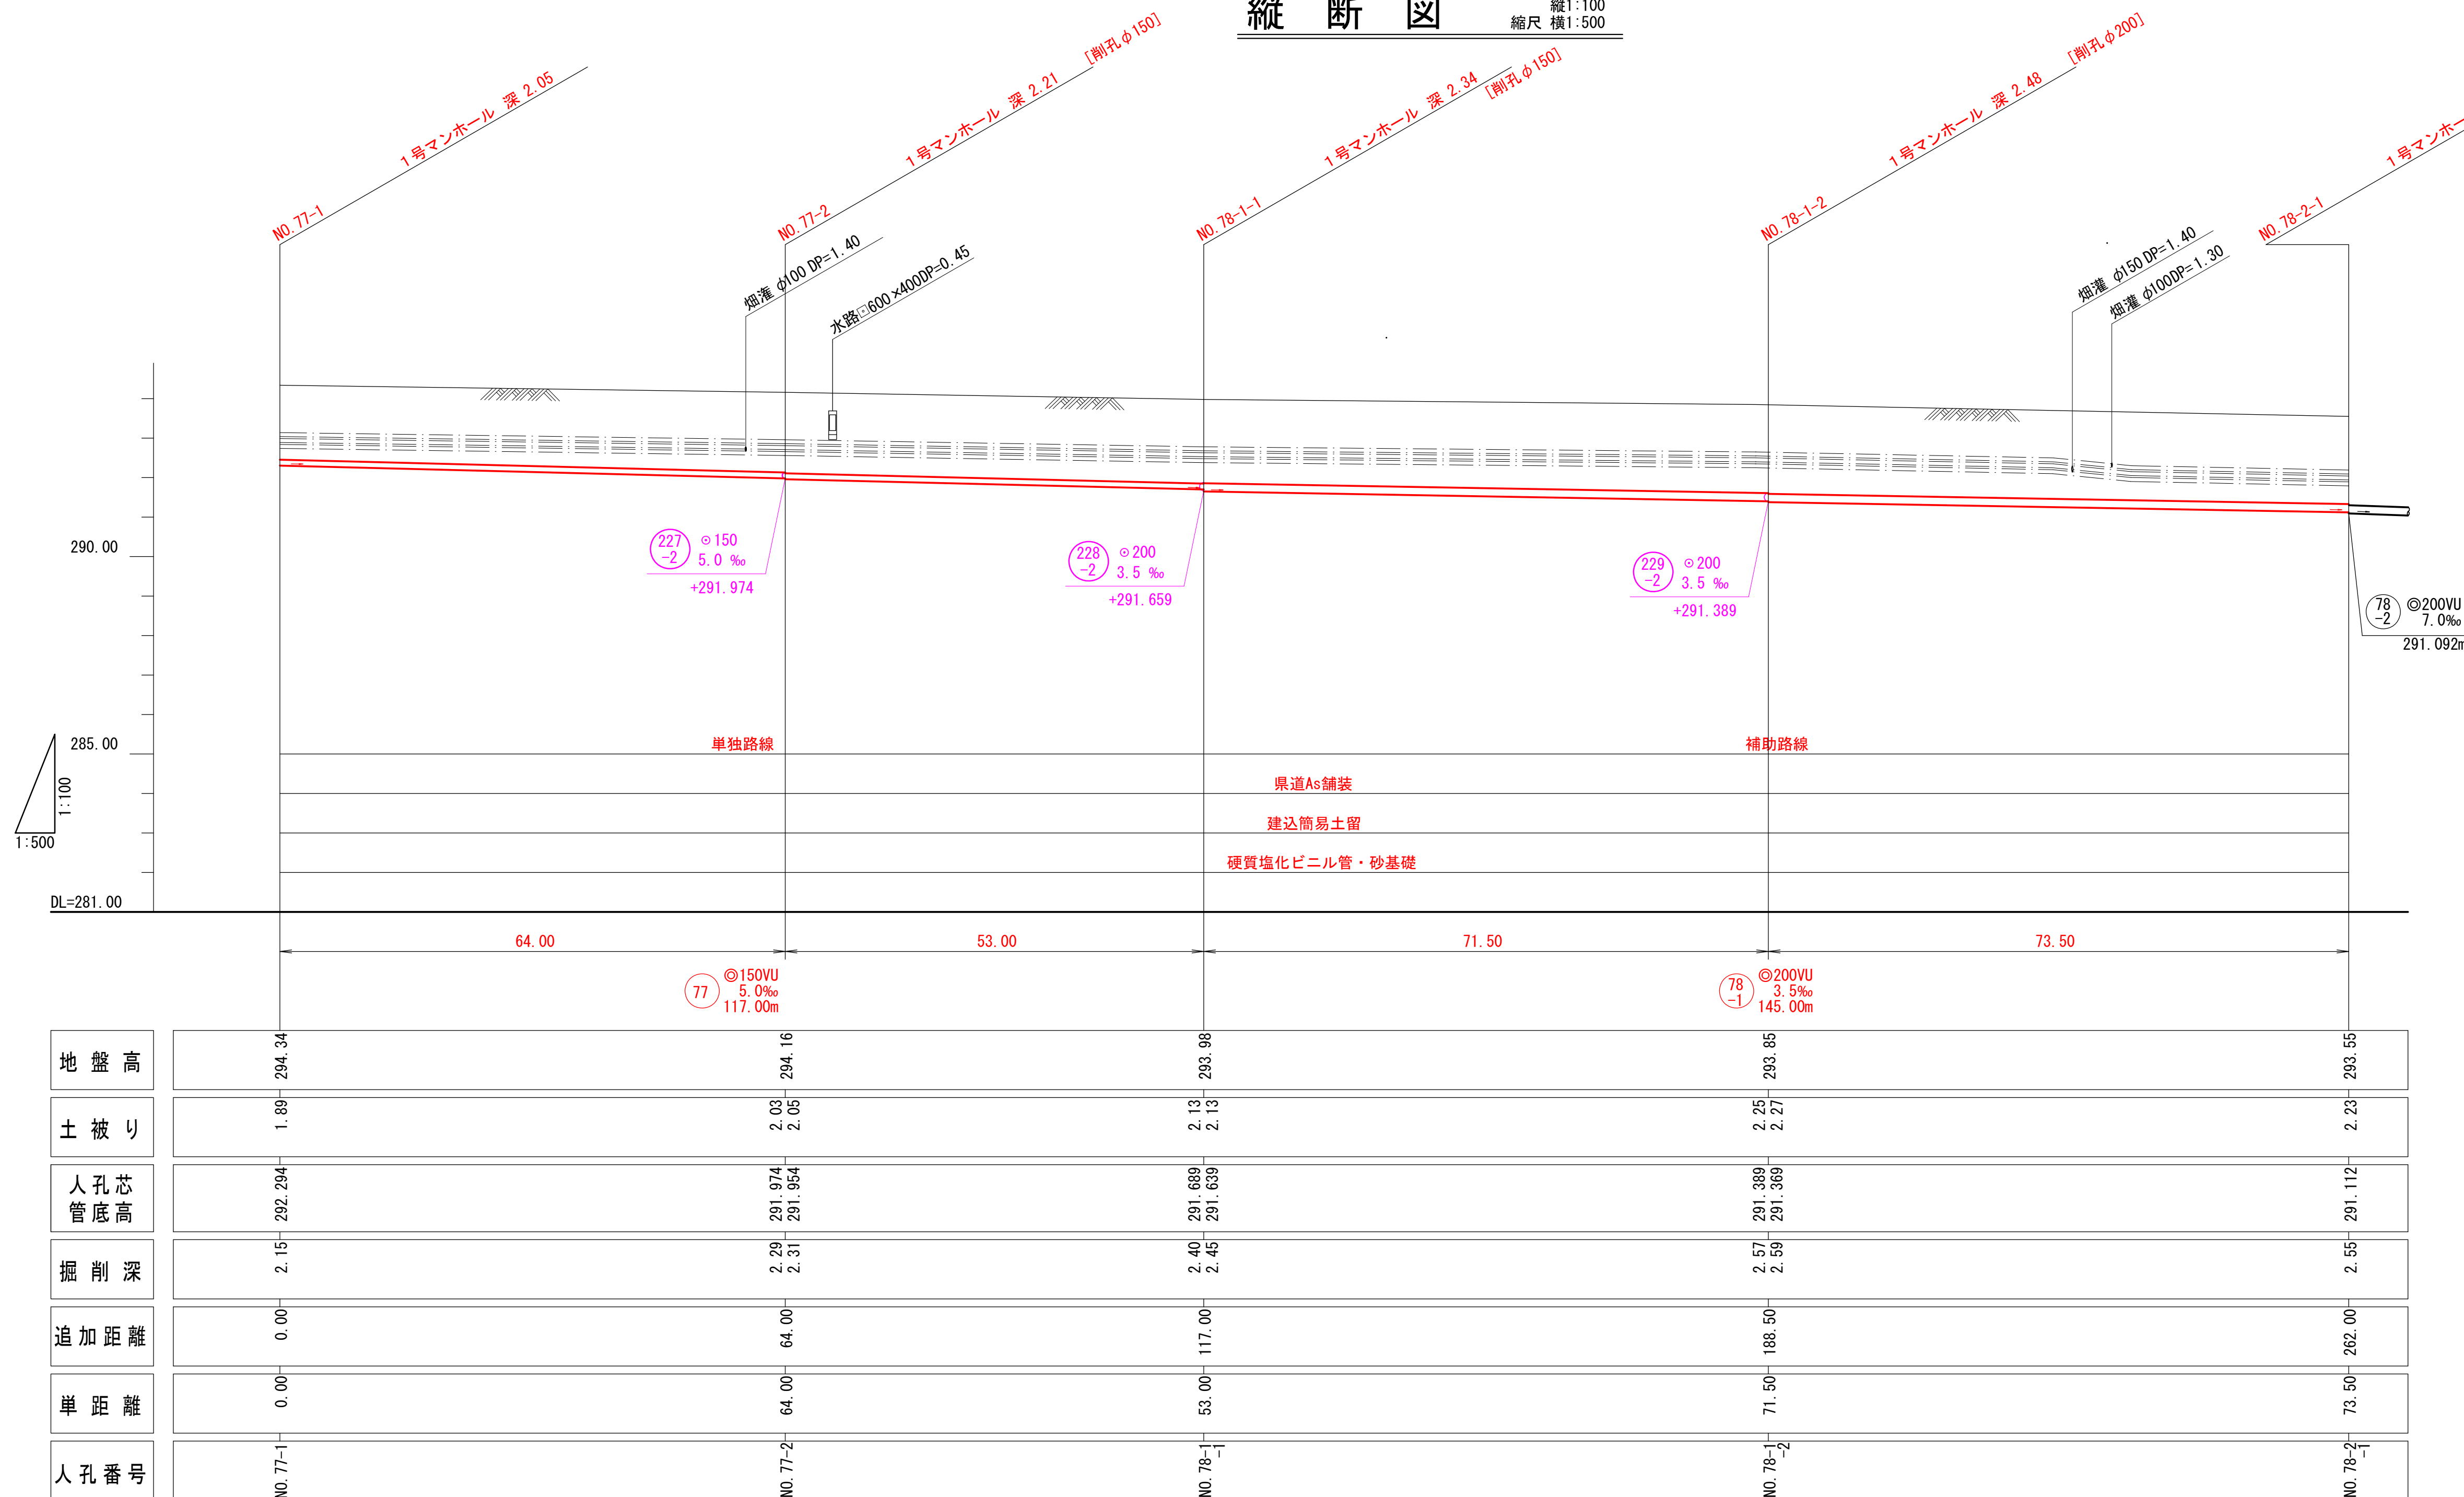 縦 断 図
縦1:100
縮尺 横1:500
NO.77-1
1号マンホール 深 2.05
NO.77-2
1号マンホール 深 2.21
[削孔φ150]
NO.78-1-1
1号マンホール 深 2.34
[削孔φ150]
NO.78-1-2
1号マンホール 深 2.48
[削孔φ200]
NO.78-2-1
1号マンホー
畑灌 φ100 DP=1.40
水路⊡600×400DP=0.45
畑灌 φ150 DP=1.40
畑灌 φ100DP=1.30
290.00
285.00
DL=281.00
1:100
1:500
227
-2
⊙150
5.0 ‰
+291.974
228
-2
⊙200
3.5 ‰
+291.659
229
-2
⊙200
3.5 ‰
+291.389
78
-2
◎200VU
7.0‰
291.092m
単独路線
補助路線
県道As舗装
建込簡易土留
硬質塩化ビニル管・砂基礎
64.00
53.00
71.50
73.50
77
◎150VU
5.0‰
117.00m
78
-1
◎200VU
3.5‰
145.00m
地盤高
294.34
294.16
293.98
293.85
293.55
土被り
1.89
2.03
2.05
2.13
2.13
2.25
2.27
2.23
人孔芯
管底高
292.294
291.974
291.954
291.689
291.639
291.389
291.369
291.112
掘削深
2.15
2.29
2.31
2.40
2.45
2.57
2.59
2.55
追加距離
0.00
64.00
117.00
188.50
262.00
単距離
0.00
64.00
53.00
71.50
73.50
人孔番号
NO.77-1
NO.77-2
NO.78-1
-1
NO.78-1
-2
NO.78-2
-1